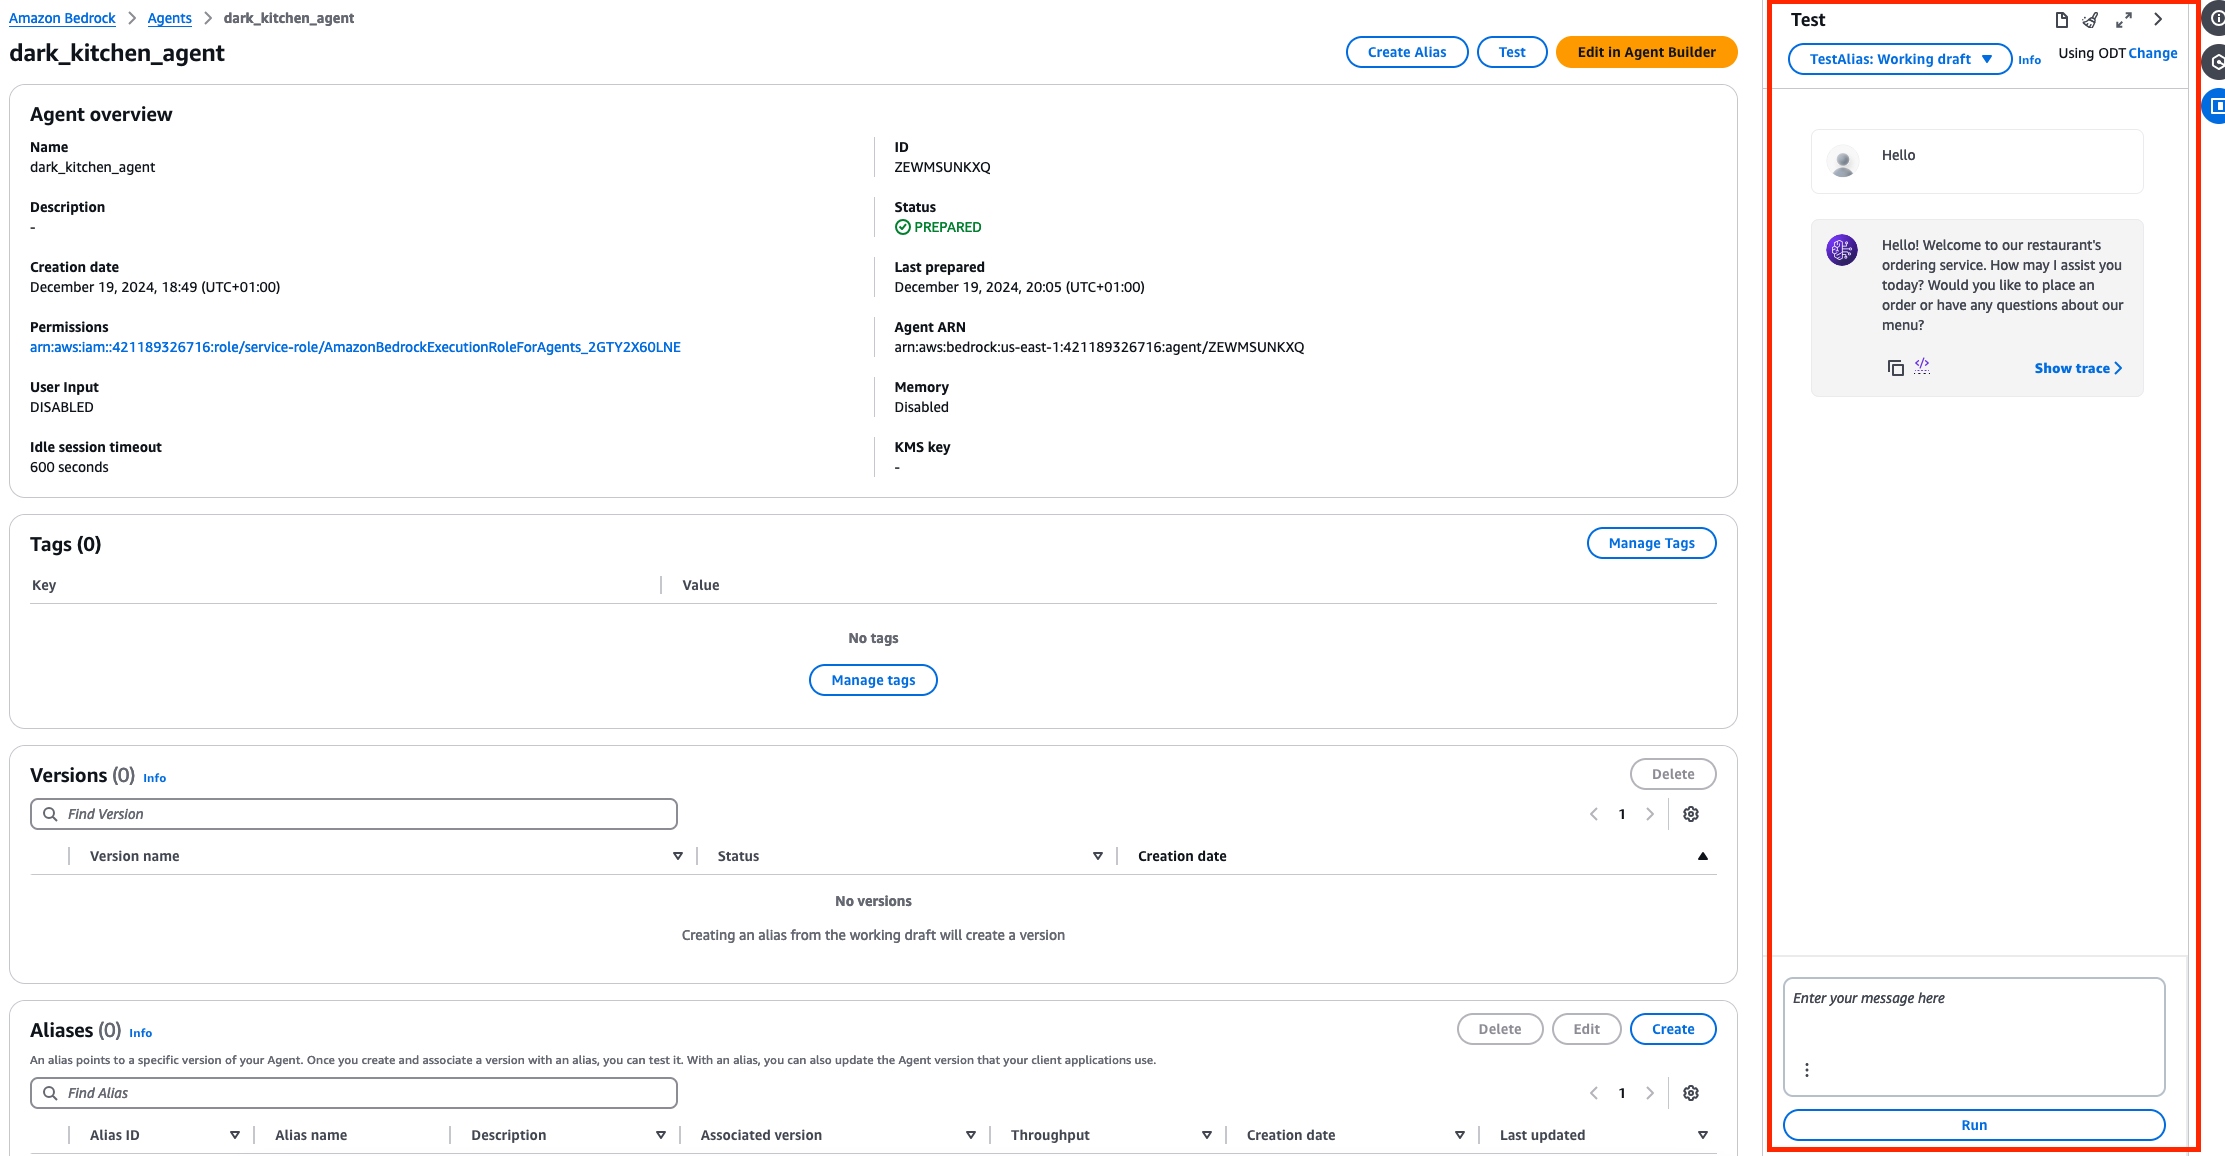 Amazon Bedrock > Agents > dark_kitchen_agent
dark_kitchen_agent
Create Alias
Test
Edit in Agent Builder
Agent overview
Name
dark_kitchen_agent
ID
ZEWMSUNKXQ
Description
-
Status
PREPARED
Creation date
December 19, 2024, 18:49 (UTC+01:00)
Last prepared
December 19, 2024, 20:05 (UTC+01:00)
Permissions
arn:aws:iam::421189326716:role/service-role/AmazonBedrockExecutionRoleForAgents_2GTY2X60LNE
Agent ARN
arn:aws:bedrock:us-east-1:421189326716:agent/ZEWMSUNKXQ
User Input
DISABLED
Memory
Disabled
Idle session timeout
600 seconds
KMS key
-
Tags (0)
Manage Tags
Key
Value
No tags
Manage tags
Versions (0) Info
Delete
Find Version
1
Version name
Status
Creation date
No versions
Creating an alias from the working draft will create a version
Aliases (0) Info
Delete
Edit
Create
An alias points to a specific version of your Agent. Once you create and associate a version with an alias, you can test it. With an alias, you can also update the Agent version that your client applications use.
Find Alias
1
Alias ID
Alias name
Description
Associated version
Throughput
Creation date
Last updated
Test
TestAlias: Working draft
Info
Using ODT Change
Hello
Hello! Welcome to our restaurant's
ordering service. How may I assist you
today? Would you like to place an
order or have any questions about our
menu?
Show trace
Enter your message here
Run